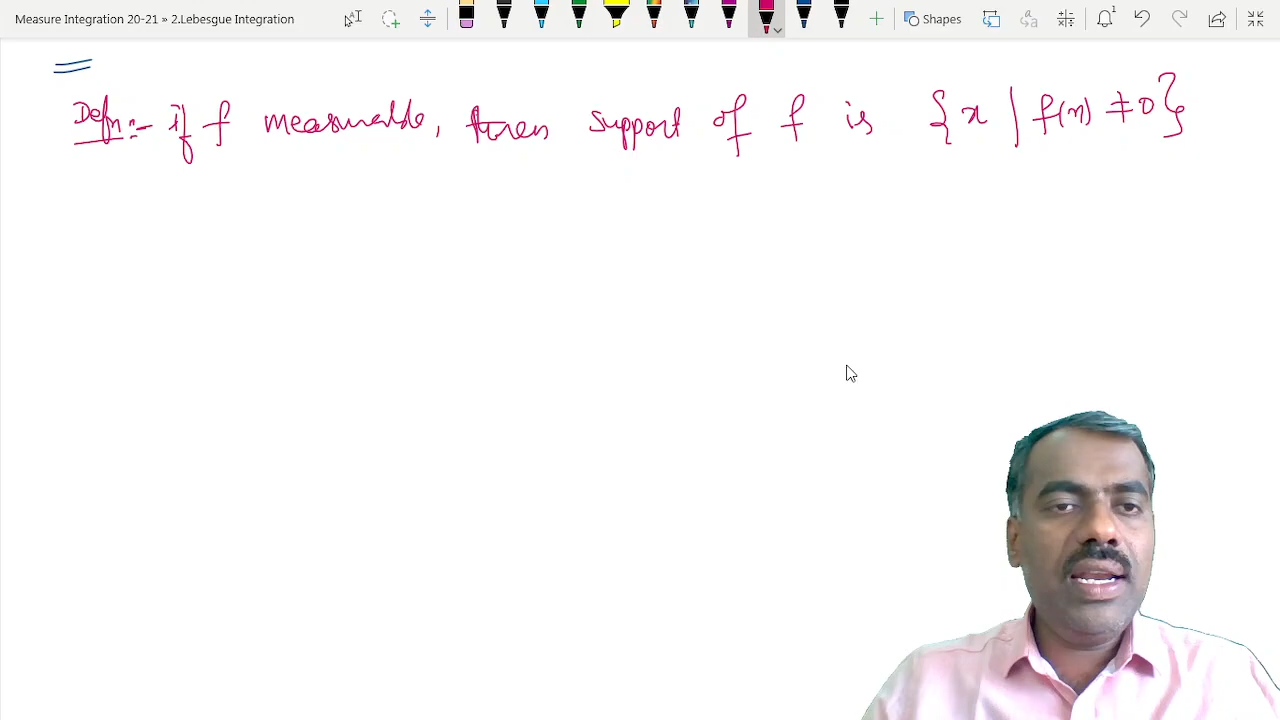 Measure Integration 20-21 » 2.Lebesgue Integration
Shapes
Defn:- if f measurable, then support of f is {x | f(x) ≠ 0}